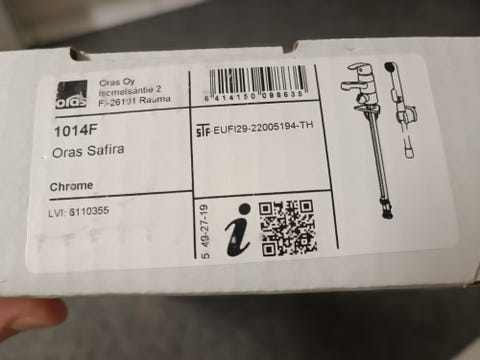 oras
Oras Oy
Isometsäntie 2
FI-26101 Rauma
6 414150 098635
1014F
Oras Safira
STF EUFI29-22005194-TH
Chrome
LVI: 6110355
5 49-27-19
i